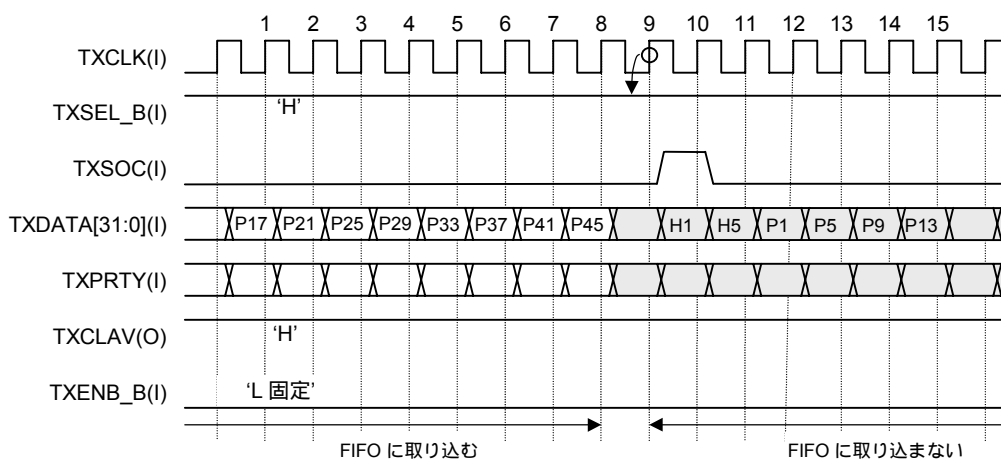 1 2 3 4 5 6 7 8 9 10 11 12 13 14 15
TXCLK(I)
TXSEL_B(I) ‘H’
TXSOC(I)
TXDATA[31:0](I) P17 P21 P25 P29 P33 P37 P41 P45 H1 H5 P1 P5 P9 P13
TXPRTY(I)
TXCLAV(O) ‘H’
TXENB_B(I) ‘L 固定’
FIFO に取り込む FIFO に取り込まない